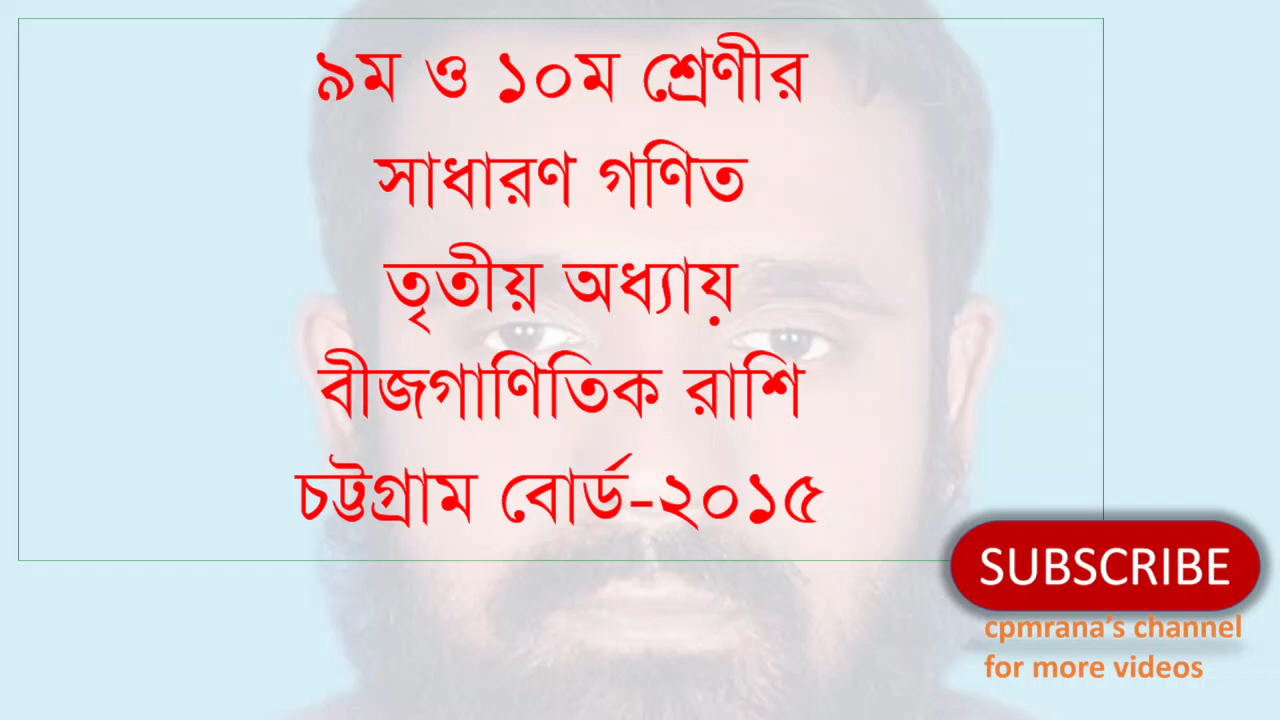 ৯ম ও ১০ম শ্রেণীর
সাধারণ গণিত
তৃতীয় অধ্যায়
বীজগাণিতিক রাশি
চট্টগ্রাম বোর্ড-২০১৫
SUBSCRIBE
cpmrana’s channel
for more videos